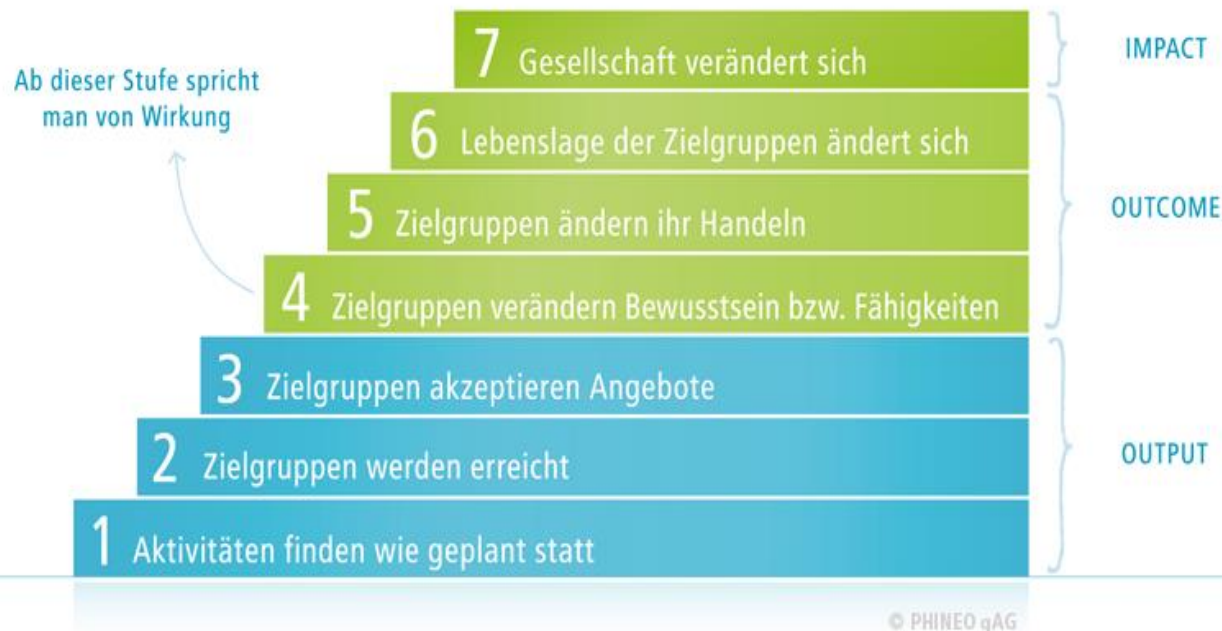 7 Gesellschaft verändert sich
IMPACT
Ab dieser Stufe spricht
man von Wirkung
6 Lebenslage der Zielgruppen ändert sich
5 Zielgruppen ändern ihr Handeln
OUTCOME
4 Zielgruppen verändern Bewusstsein bzw. Fähigkeiten
3 Zielgruppen akzeptieren Angebote
2 Zielgruppen werden erreicht
OUTPUT
1 Aktivitäten finden wie geplant statt
© PHINEO gAG